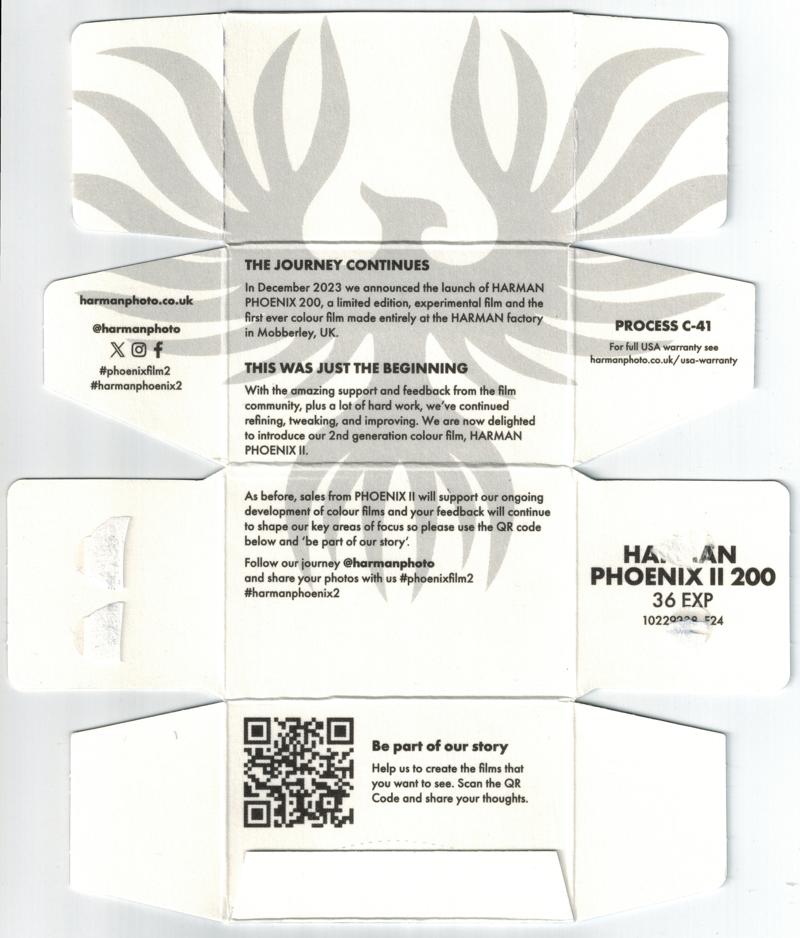 THE JOURNEY CONTINUES
In December 2023 we announced the launch of HARMAN
PHOENIX 200, a limited edition, experimental film and the
first ever colour film made entirely at the HARMAN factory
in Mobberley, UK.
THIS WAS JUST THE BEGINNING
With the amazing support and feedback from the film
community, plus a lot of hard work, we've continued
refining, tweaking, and improving. We are now delighted
to introduce our 2nd generation colour film, HARMAN
PHOENIX II.
harmanphoto.co.uk
@harmanphoto
#phoenixfilm2
#harmanphoenix2
PROCESS C-41
For full USA warranty see
harmanphoto.co.uk/usa-warranty
As before, sales from PHOENIX II will support our ongoing
development of colour films and your feedback will continue
to shape our key areas of focus so please use the QR code
below and 'be part of our story'.
Follow our journey @harmanphoto
and share your photos with us #phoenixfilm2
#harmanphoenix2
PHOENIX II 200
36 EXP
Be part of our story
Help us to create the films that
you want to see. Scan the QR
Code and share your thoughts.